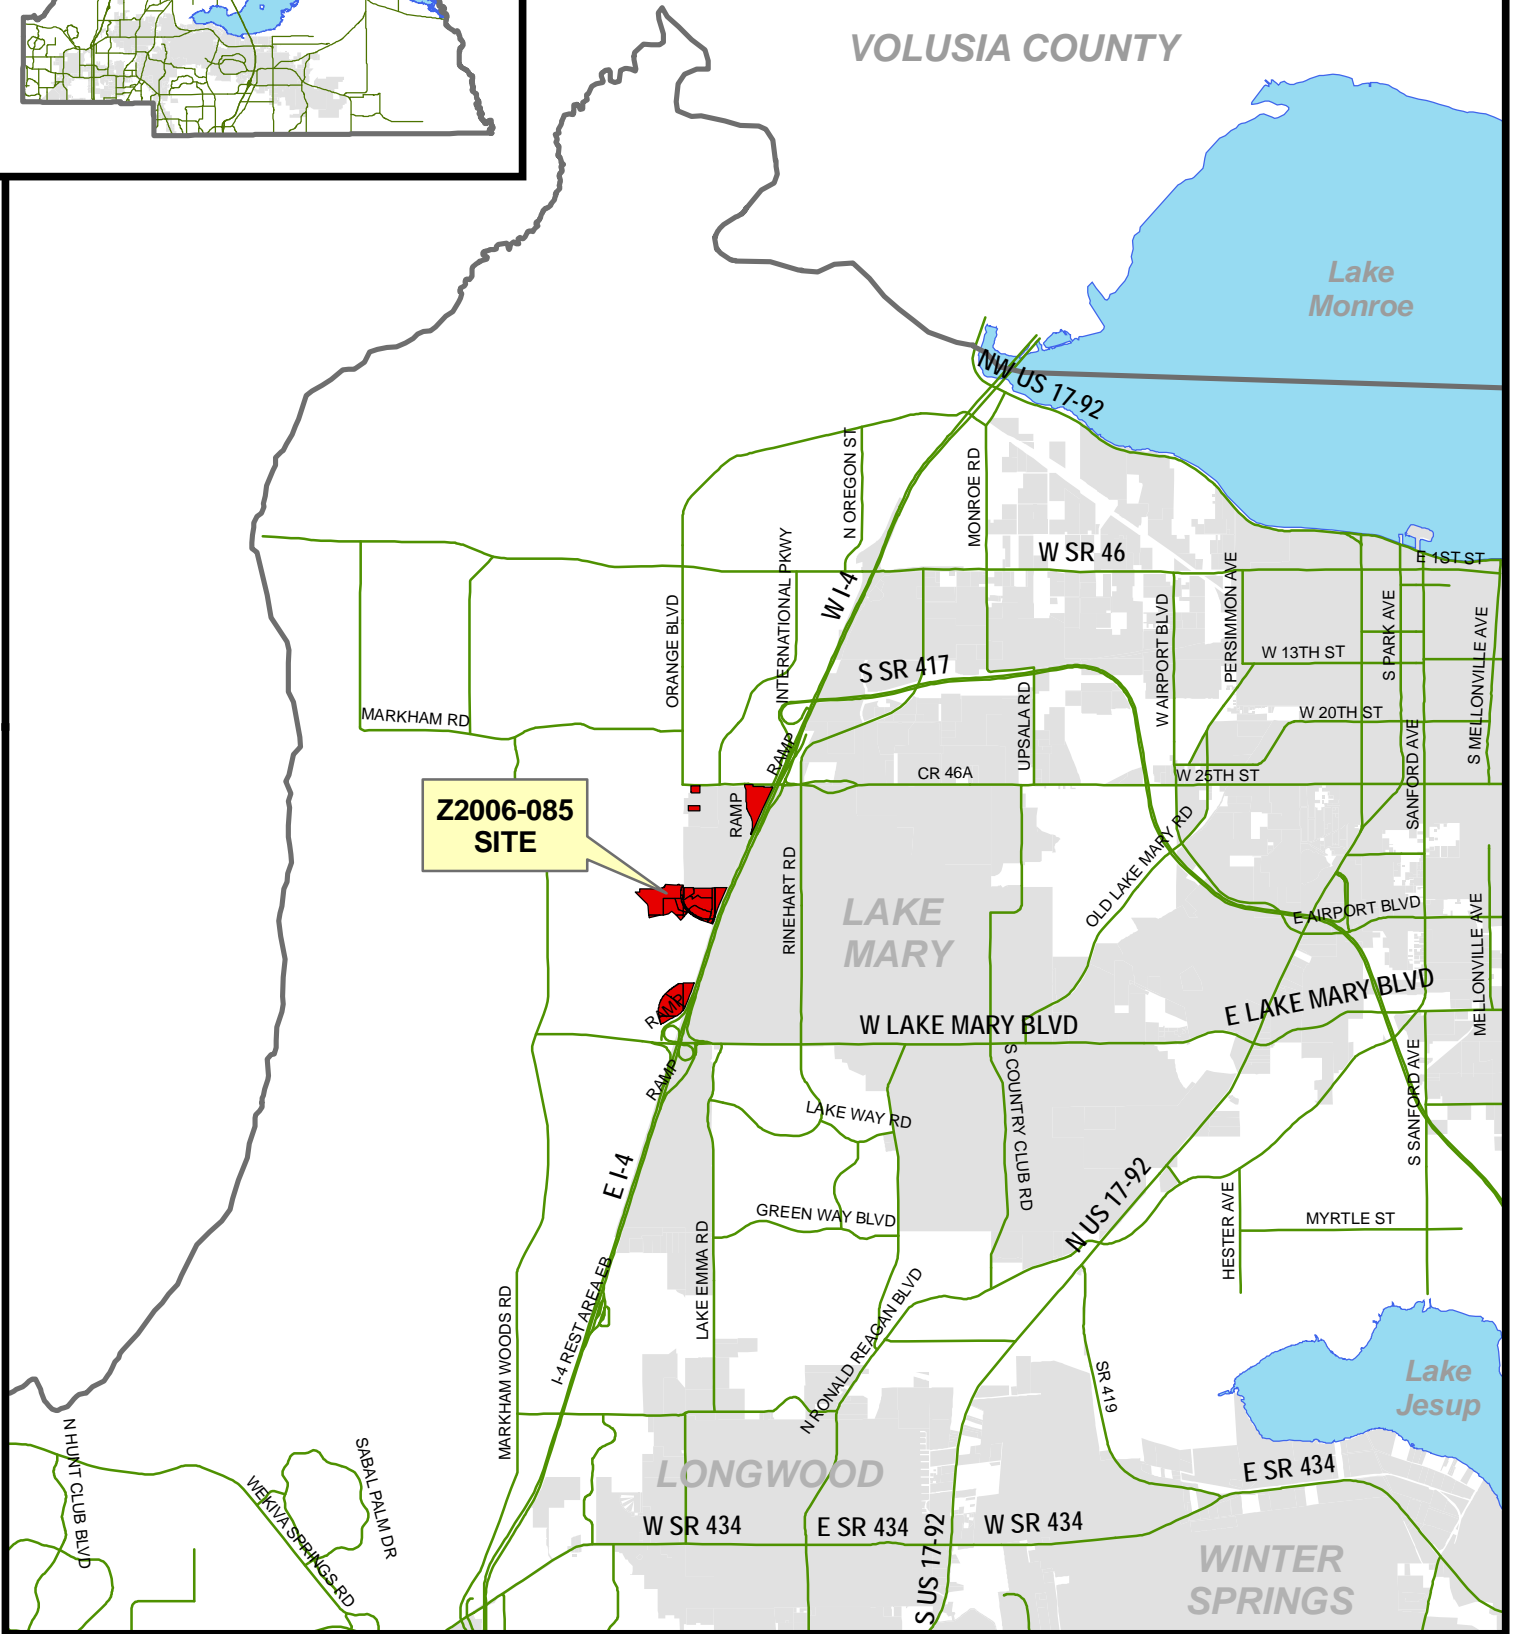 VOLUSIA COUNTY
Lake
Monroe
NW US 17-92
N OREGON ST
MONROE RD
W SR 46
E 1ST ST
INTERNATIONAL PKWY
W I-4
ORANGE BLVD
PERSIMMON AVE
W AIRPORT BLVD
S PARK AVE
S MELLONVILLE AVE
W 13TH ST
S SR 417
UPSALA RD
MARKHAM RD
W 20TH ST
SANFORD AVE
RAMP
CR 46A
W 25TH ST
RAMP
Z2006-085
SITE
OLD LAKE MARY RD
RINEHART RD
LAKE
MARY
E AIRPORT BLVD
MELLONVILLE AVE
RAMP
W LAKE MARY BLVD
E LAKE MARY BLVD
RAMP
S COUNTRY CLUB RD
S SANFORD AVE
LAKE WAY RD
E I-4
N US 17-92
GREEN WAY BLVD
HESTER AVE
MYRTLE ST
LAKE EMMA RD
I-4 REST AREA EB
MARKHAM WOODS RD
N RONALD REAGAN BLVD
SR 419
Lake
Jesup
N HUNT CLUB BLVD
SABAL PALM DR
WEKIVA SPRINGS RD
LONGWOOD
E SR 434
W SR 434
E SR 434
S US 17-92
W SR 434
WINTER
SPRINGS